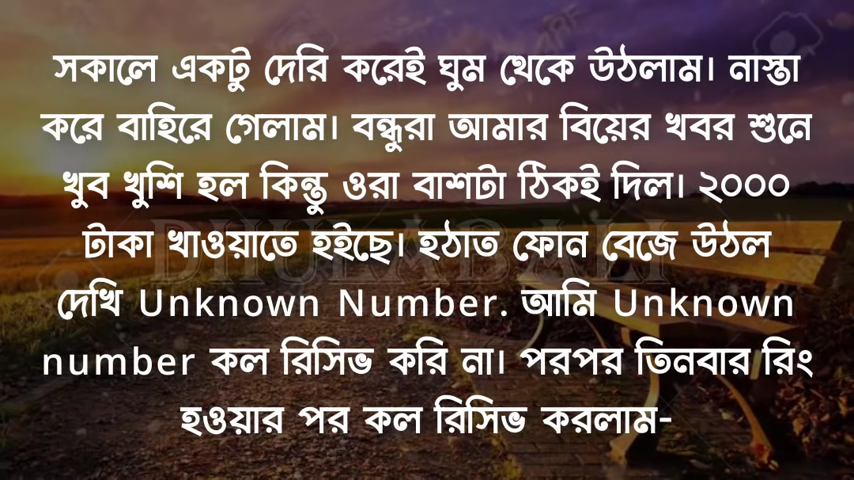 সকালে একটু দেরি করেই ঘুম থেকে উঠলাম। নাস্তা
করে বাহিরে গেলাম। বন্ধুরা আমার বিয়ের খবর শুনে
খুব খুশি হল কিন্তু ওরা বাশটা ঠিকই দিল। ২০০০
টাকা খাওয়াতে হইছে। হঠাত ফোন বেজে উঠল
দেখি Unknown Number. আমি Unknown
number কল রিসিভ করি না। পরপর তিনবার রিং
হওয়ার পর কল রিসিভ করলাম-